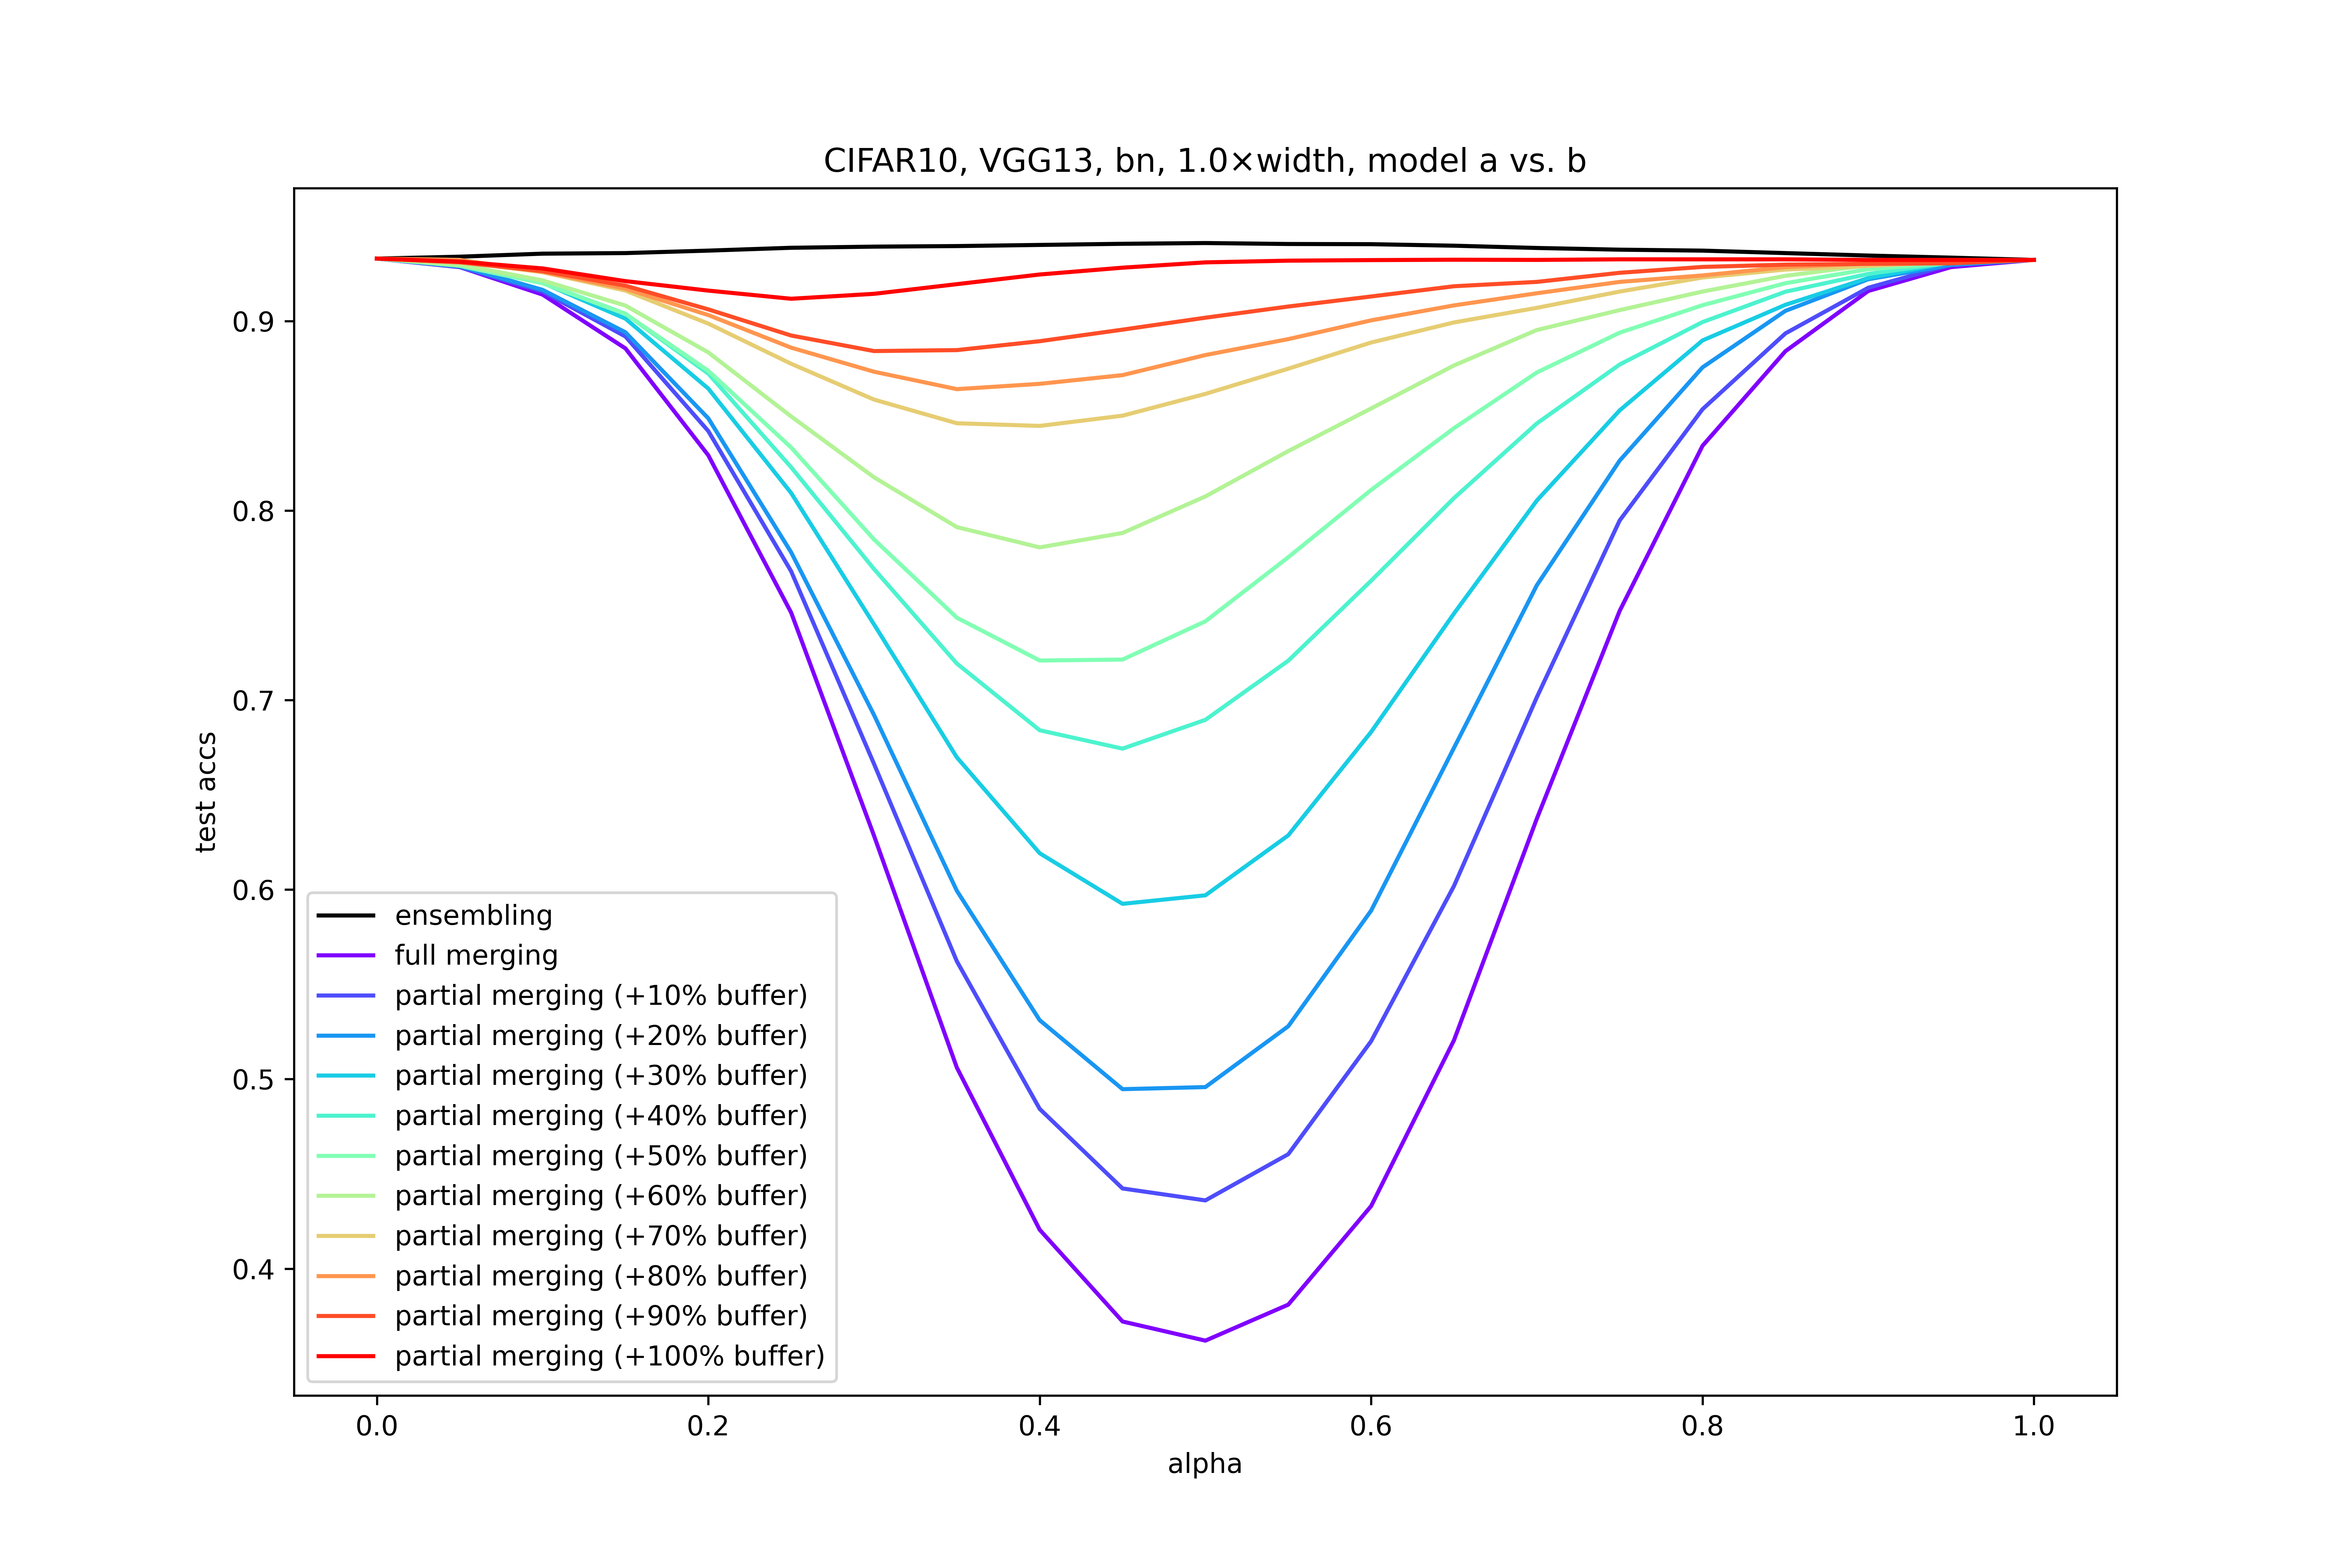 CIFAR10, VGG13, bn, 1.0×width, model a vs. b
test accs
0.9
0.8
0.7
0.6
0.5
0.4
ensembling
full merging
partial merging (+10% buffer)
partial merging (+20% buffer)
partial merging (+30% buffer)
partial merging (+40% buffer)
partial merging (+50% buffer)
partial merging (+60% buffer)
partial merging (+70% buffer)
partial merging (+80% buffer)
partial merging (+90% buffer)
partial merging (+100% buffer)
0.0 0.2 0.4 0.6 0.8 1.0
alpha